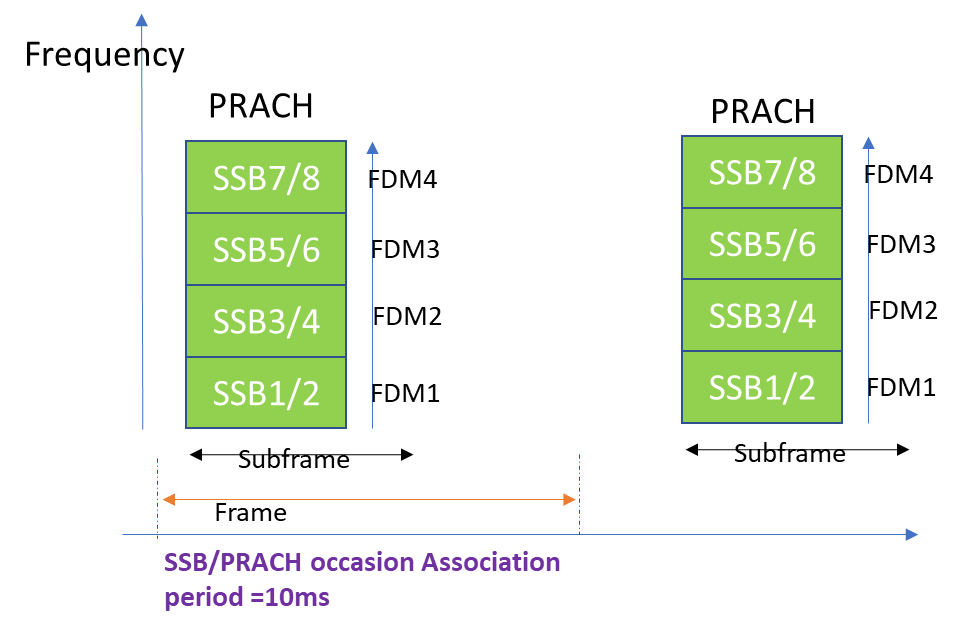 Frequency
PRACH
SSB7/8
FDM4
SSB5/6
FDM3
SSB3/4
FDM2
SSB1/2
FDM1
Subframe
Frame
PRACH
SSB7/8
FDM4
SSB5/6
FDM3
SSB3/4
FDM2
SSB1/2
FDM1
Subframe
SSB/PRACH occasion Association
period =10ms